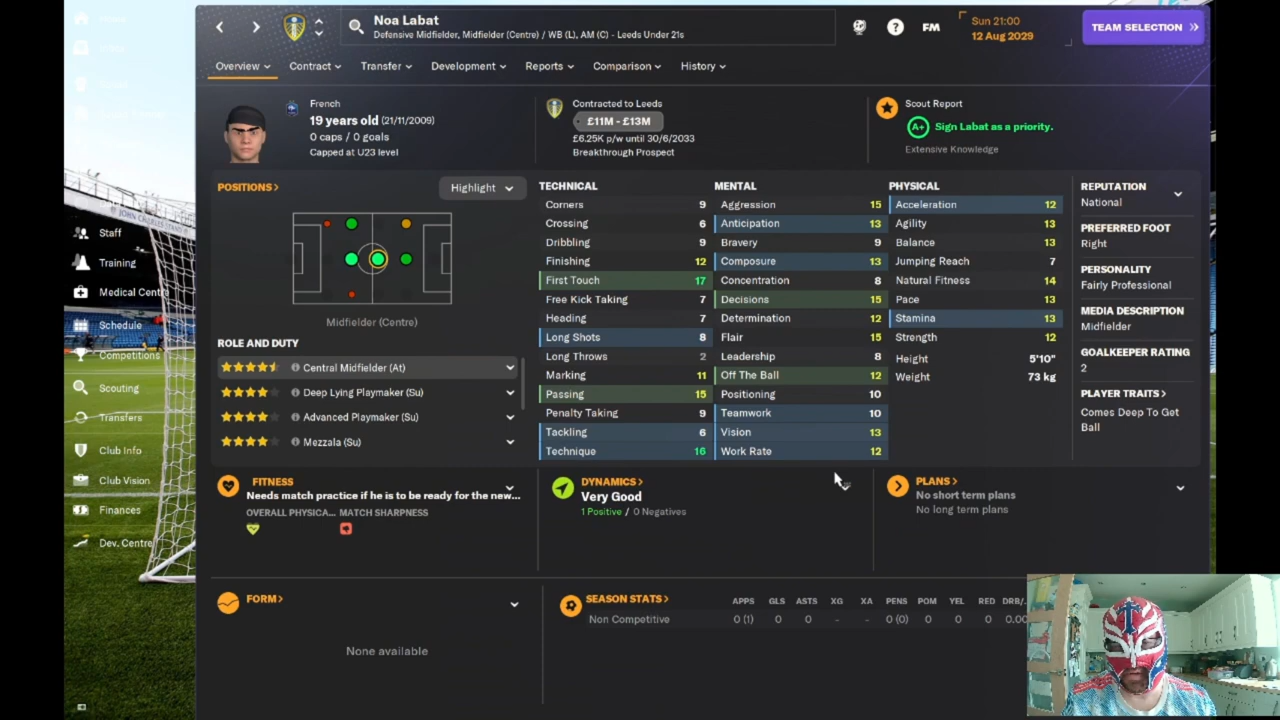 Noa Labat
Defensive Midfielder, Midfielder (Centre) / WB (L), AM (C) - Leeds Under 21s
FM
Sun 21:00
12 Aug 2029
TEAM SELECTION
Overview
Contract
Transfer
Development
Reports
Comparison
History
French
19 years old (21/11/2009)
0 caps / 0 goals
Capped at U23 level
Contracted to Leeds
£11M - £13M
£6.25K p/w until 30/6/2033
Breakthrough Prospect
Scout Report
A+ Sign Labat as a priority.
Extensive Knowledge
Staff
Training
Medical Centre
Schedule
Competitions
Scouting
Transfers
Club Info
Club Vision
Finances
Dev. Centre
JOHN CHARLES STAND
POSITIONS>
Highlight
Midfielder (Centre)
ROLE AND DUTY
Central Midfielder (At)
Deep Lying Playmaker (Su)
Advanced Playmaker (Su)
Mezzala (Su)
TECHNICAL
Corners 9
Crossing 6
Dribbling 9
Finishing 12
First Touch 17
Free Kick Taking 7
Heading 7
Long Shots 8
Long Throws 2
Marking 11
Passing 15
Penalty Taking 9
Tackling 6
Technique 16
MENTAL
Aggression 15
Anticipation 13
Bravery 9
Composure 13
Concentration 8
Decisions 15
Determination 12
Flair 15
Leadership 8
Off The Ball 12
Positioning 10
Teamwork 10
Vision 13
Work Rate 12
PHYSICAL
Acceleration 12
Agility 13
Balance 13
Jumping Reach 7
Natural Fitness 14
Pace 13
Stamina 13
Strength 12
Height 5'10"
Weight 73 kg
REPUTATION
National
PREFERRED FOOT
Right
PERSONALITY
Fairly Professional
MEDIA DESCRIPTION
Midfielder
GOALKEEPER RATING
2
PLAYER TRAITS>
Comes Deep To Get
Ball
FITNESS
Needs match practice if he is to be ready for the new...
OVERALL PHYSICA... MATCH SHARPNESS
DYNAMICS>
Very Good
1 Positive / 0 Negatives
PLANS>
No short term plans
No long term plans
FORM>
None available
SEASON STATS>
APPS GLS ASTS XG XA PENS POM YEL RED DRB/...
Non Competitive 0 (1) 0 0 - - 0 (0) 0 0 0 0.00